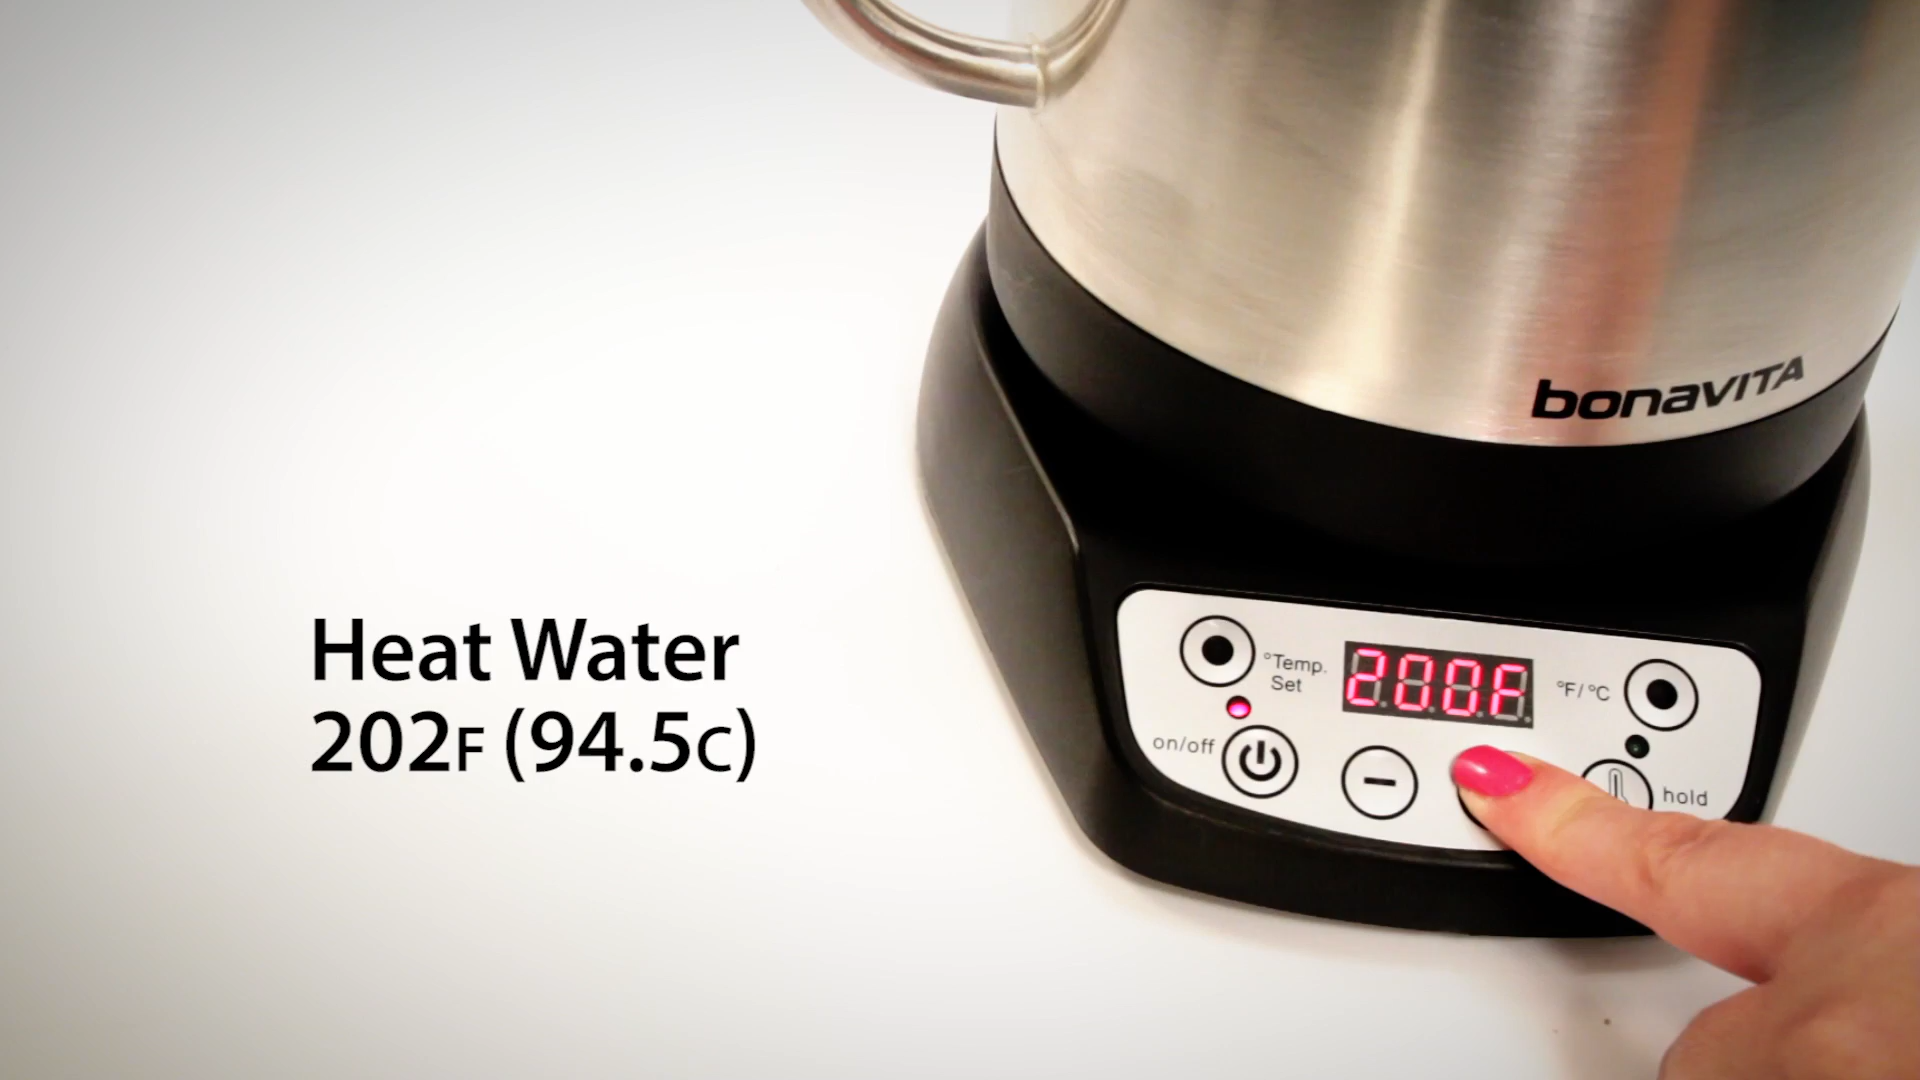 Heat Water
202F (94.5C)
bonavITA
°Temp.
Set
200F
°F/°C
on/off
−
hold